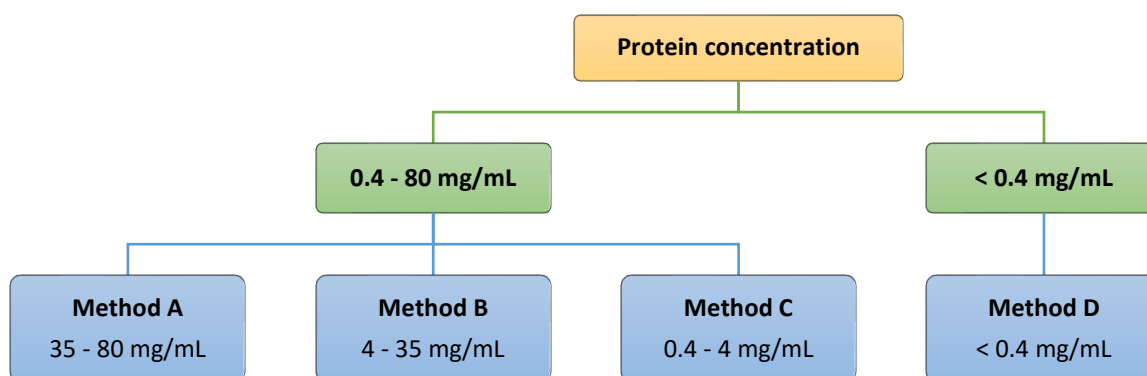 Protein concentration
0.4 - 80 mg/mL
< 0.4 mg/mL
Method A
35 - 80 mg/mL
Method B
4 - 35 mg/mL
Method C
0.4 - 4 mg/mL
Method D
< 0.4 mg/mL